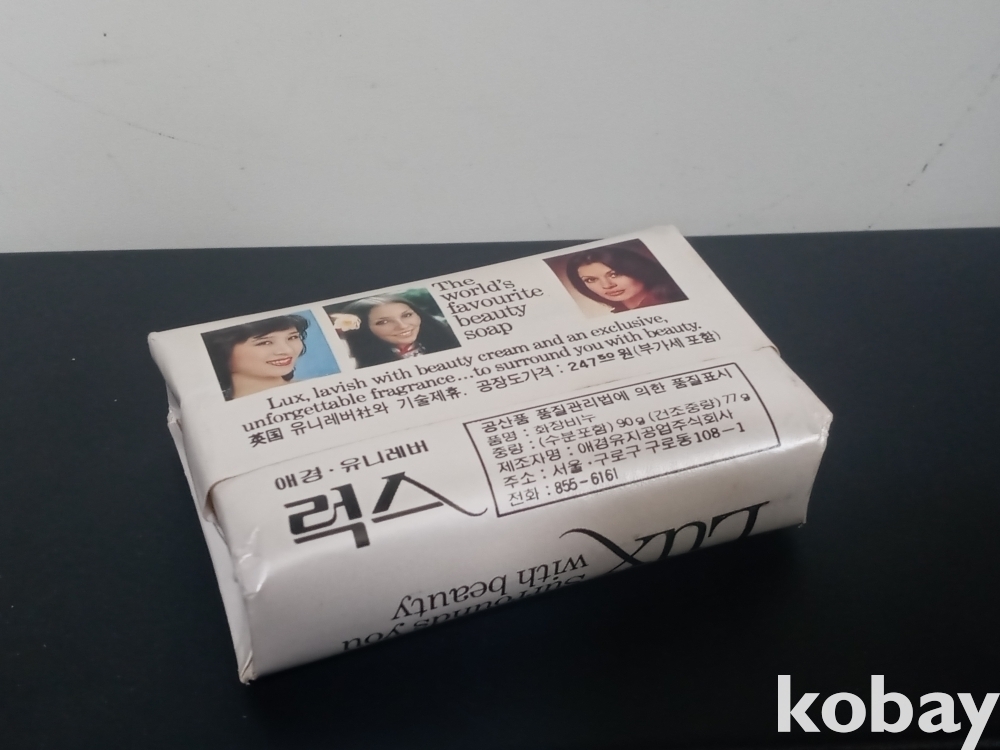 The
world's
favourite
beauty
soap
Lux, lavish with beauty cream and an exclusive,
unforgettable fragrance...to surround you with beauty.
英国 유니레버社와 기술제휴. 공장도가격 : 247.50원(부가세 포함)
애경·유니레버
럭스
공산품 품질관리법에 의한 품질표시
품명 : 화장비누
중량 : (수분포함) 90g (건조중량) 77g
제조자명 : 애경유지공업주식회사
주소 : 서울·구로구 구로동 108-1
전화 : 855-6161
Lux
surrounds you
with beauty
kobay